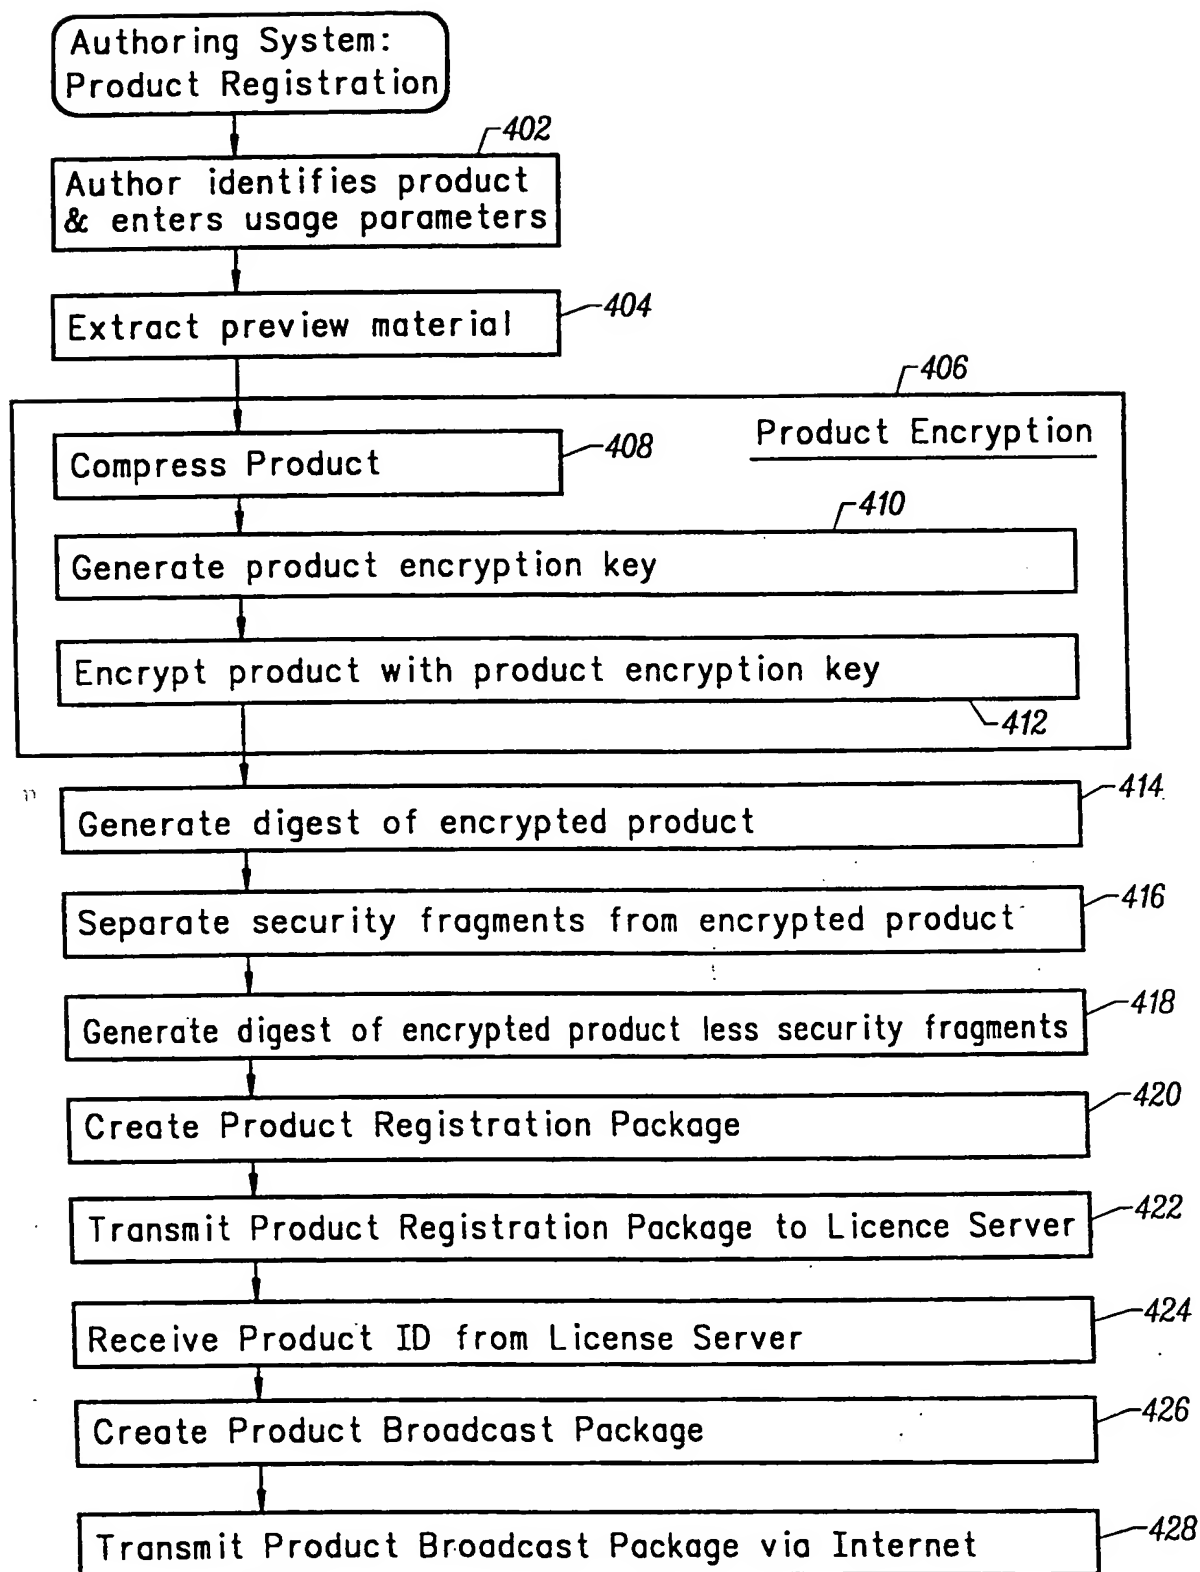 Authoring System:
Product Registration
402
Author identifies product
& enters usage parameters
404
Extract preview material
406
Product Encryption
408
Compress Product
410
Generate product encryption key
Encrypt product with product encryption key
412
414
Generate digest of encrypted product
416
Separate security fragments from encrypted product
418
Generate digest of encrypted product less security fragments
420
Create Product Registration Package
422
Transmit Product Registration Package to Licence Server
424
Receive Product ID from License Server
426
Create Product Broadcast Package
428
Transmit Product Broadcast Package via Internet